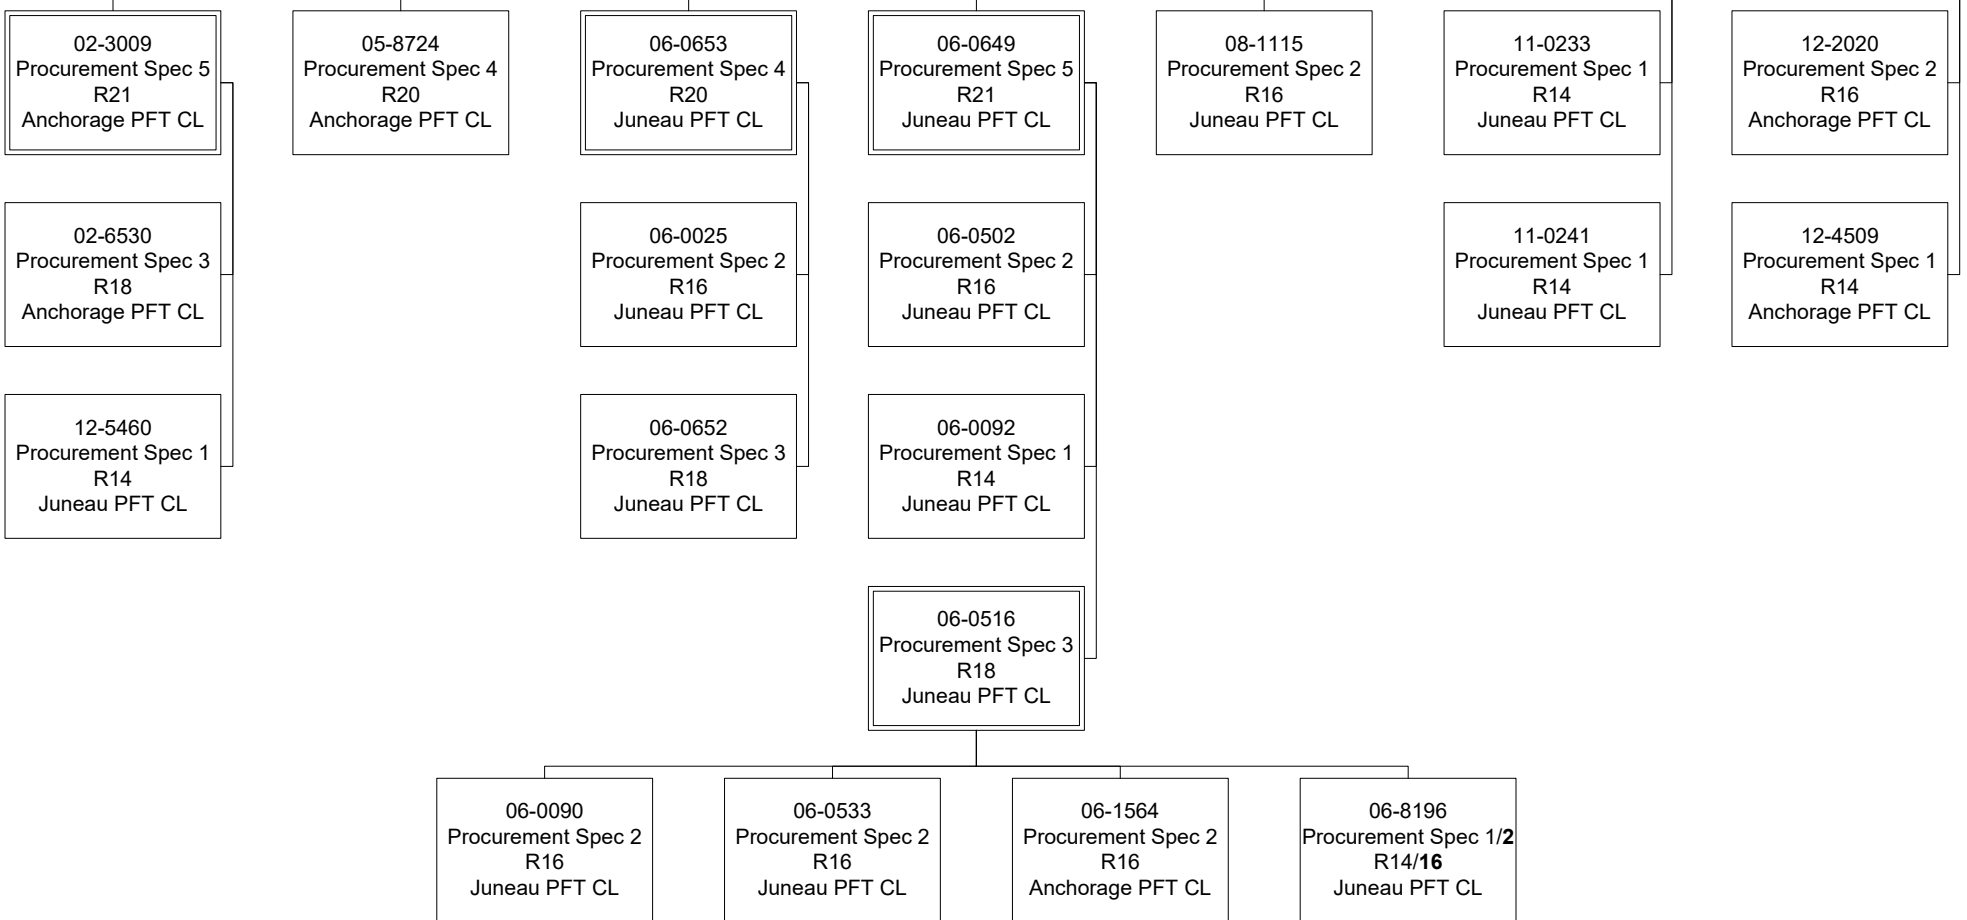 02-3009
Procurement Spec 5
R21
Anchorage PFT CL
05-8724
Procurement Spec 4
R20
Anchorage PFT CL
06-0653
Procurement Spec 4
R20
Juneau PFT CL
06-0649
Procurement Spec 5
R21
Juneau PFT CL
08-1115
Procurement Spec 2
R16
Juneau PFT CL
11-0233
Procurement Spec 1
R14
Juneau PFT CL
12-2020
Procurement Spec 2
R16
Anchorage PFT CL
02-6530
Procurement Spec 3
R18
Anchorage PFT CL
06-0025
Procurement Spec 2
R16
Juneau PFT CL
06-0502
Procurement Spec 2
R16
Juneau PFT CL
11-0241
Procurement Spec 1
R14
Juneau PFT CL
12-4509
Procurement Spec 1
R14
Anchorage PFT CL
12-5460
Procurement Spec 1
R14
Juneau PFT CL
06-0652
Procurement Spec 3
R18
Juneau PFT CL
06-0092
Procurement Spec 1
R14
Juneau PFT CL
06-0516
Procurement Spec 3
R18
Juneau PFT CL
06-0090
Procurement Spec 2
R16
Juneau PFT CL
06-0533
Procurement Spec 2
R16
Juneau PFT CL
06-1564
Procurement Spec 2
R16
Anchorage PFT CL
06-8196
Procurement Spec 1/2
R14/16
Juneau PFT CL